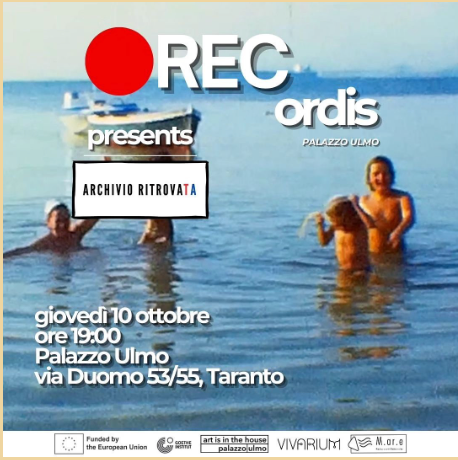 REC
ordis
PALAZZO ULMO
presents
ARCHIVIO RITROVATA
giovedì 10 ottobre
ore 19:00
Palazzo Ulmo
via Duomo 53/55, Taranto
Funded by
the European Union
GOETHE
INSTITUT
art is in the house
palazzo|ulmo
VIVARIUM
M.or.e